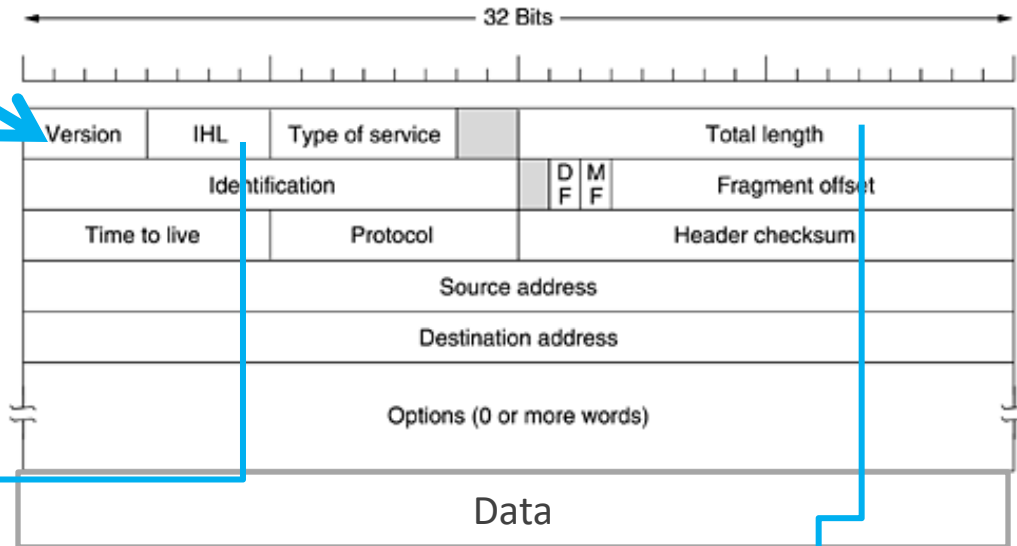 32 Bits
Version IHL Type of service Total length
Identification D F M F Fragment offset
Time to live Protocol Header checksum
Source address
Destination address
Options (0 or more words)
Data